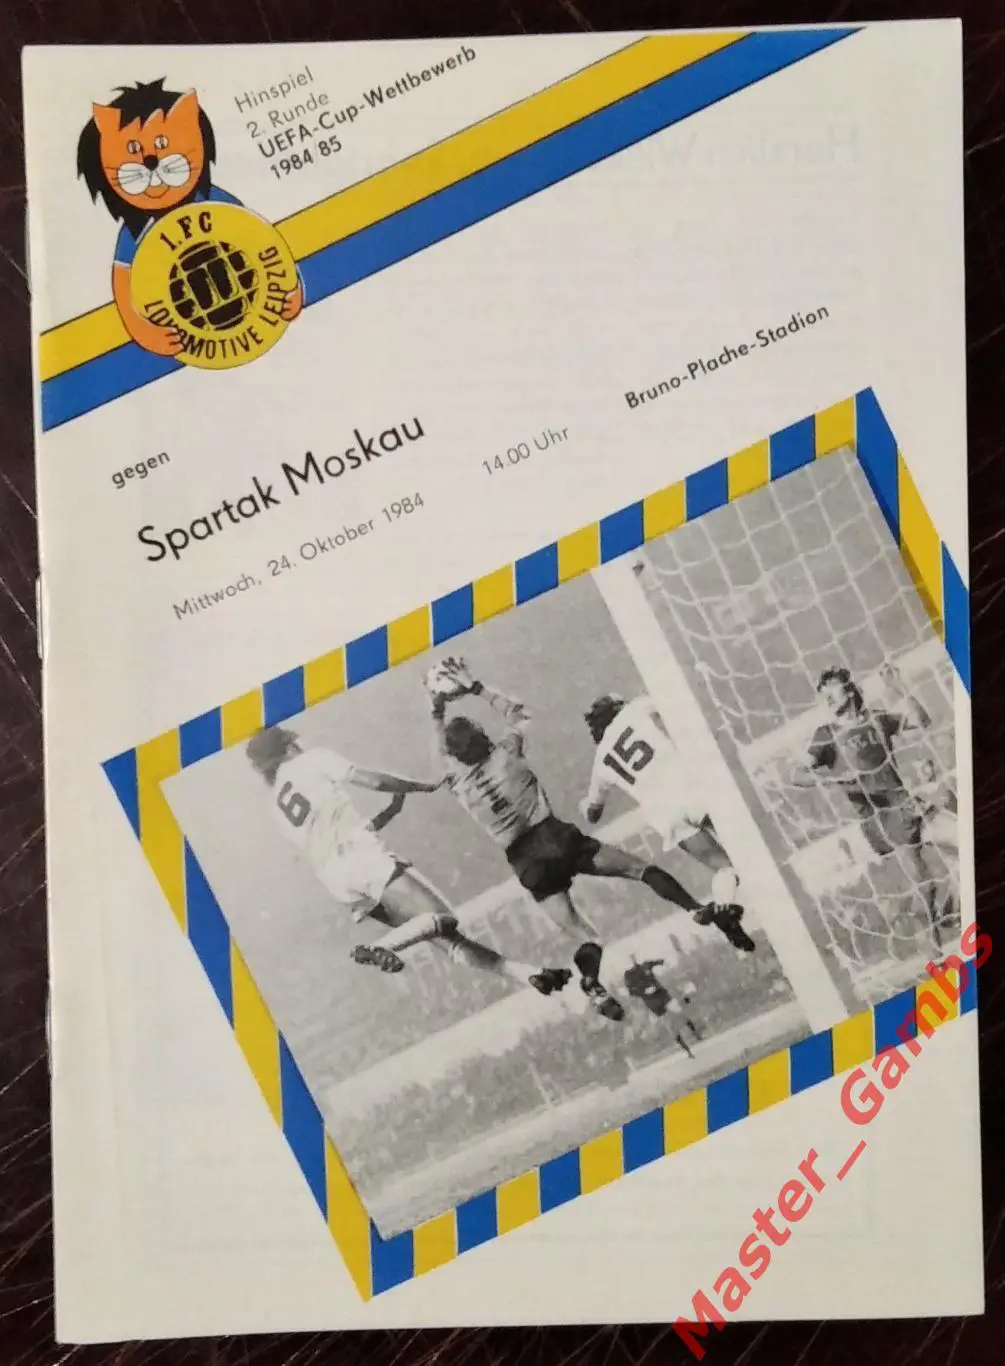 Hinspiel
2. Runde
UEFA-Cup-Wettbewerb
1984/85
1. FC
LOKOMOTIVE LEIPZIG
gegen
Spartak Moskau
Mittwoch, 24. Oktober 1984
14.00 Uhr
Bruno-Plache-Stadion
6
15
Master_Gambs